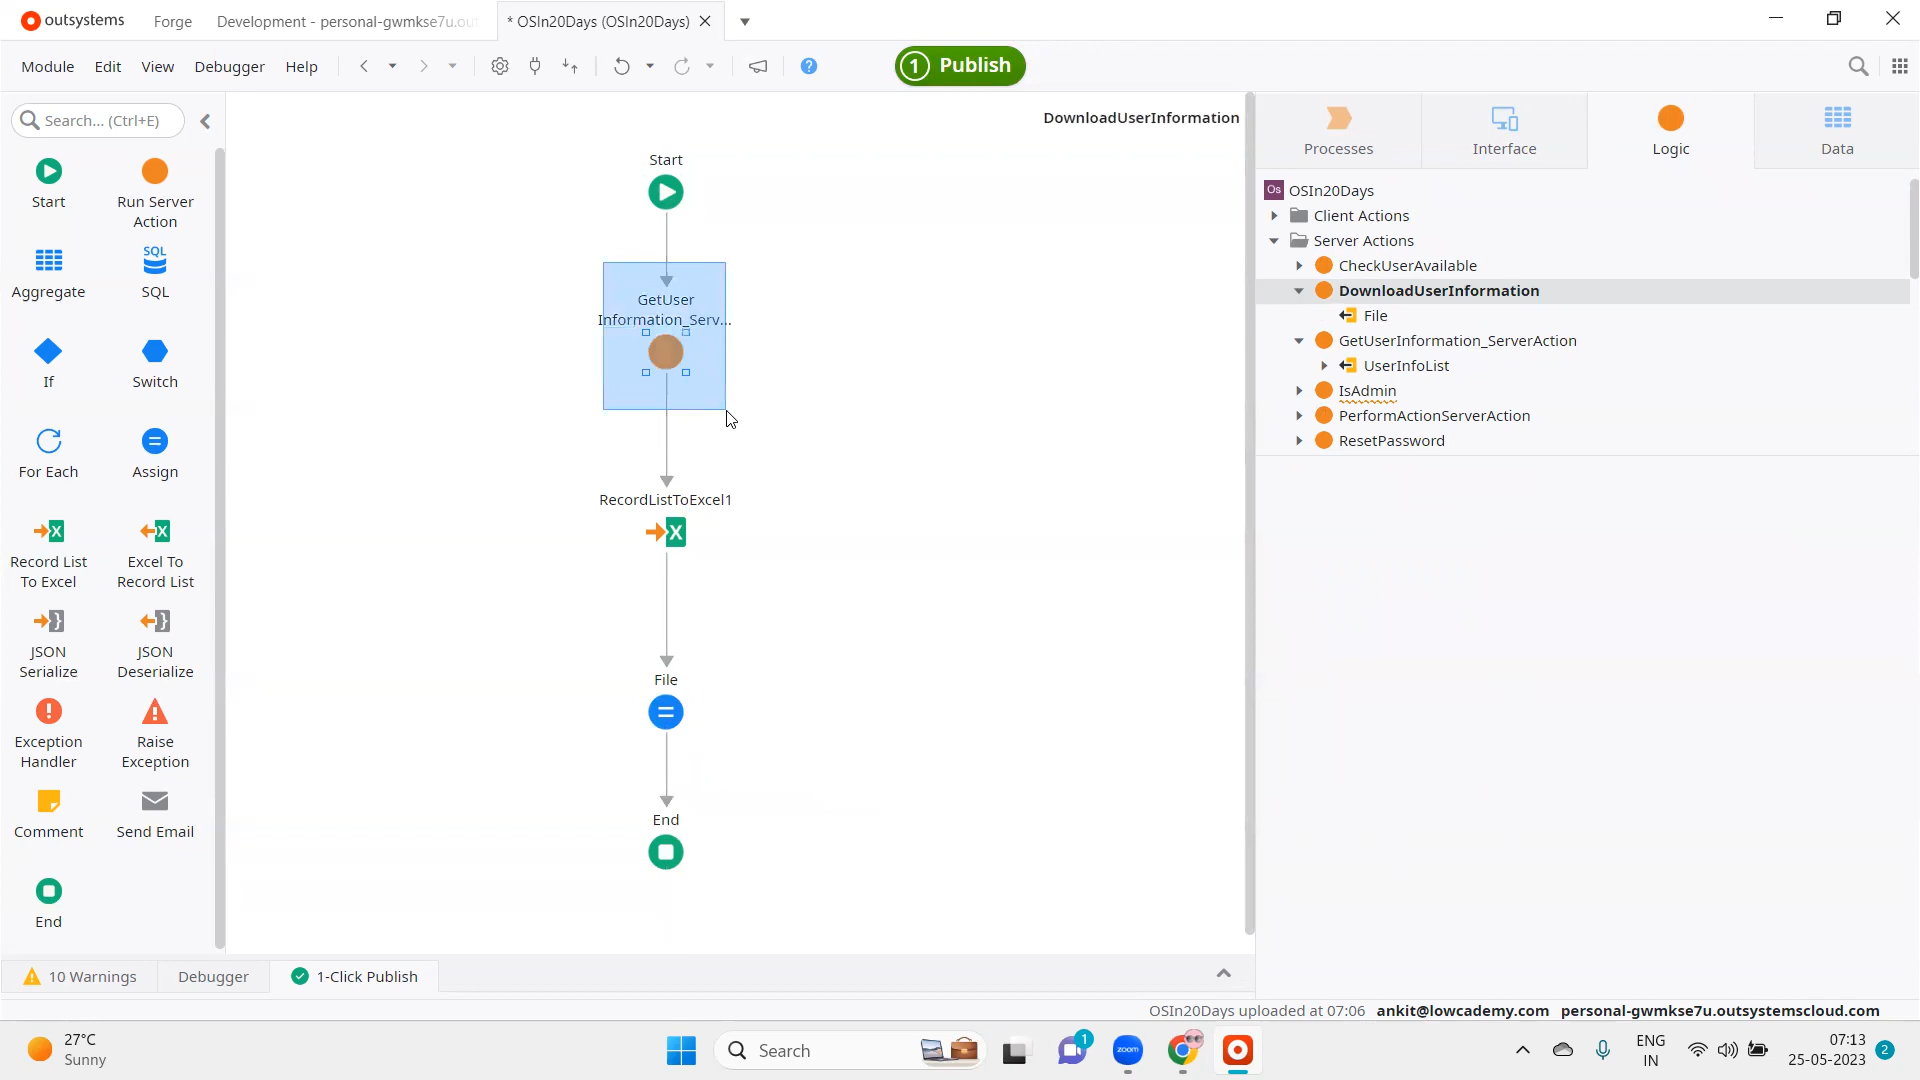 outsystems
Forge
Development - personal-gwmkse7u.ou
* OSIn20Days (OSIn20Days)
Module Edit View Debugger Help
1 Publish
Search... (Ctrl+E)
Start
Run Server
Action
Aggregate
SQL
SQL
If
Switch
For Each
Assign
Record List
To Excel
Excel To
Record List
JSON
Serialize
JSON
Deserialize
Exception
Handler
Raise
Exception
Comment
Send Email
End
DownloadUserInformation
Start
GetUser
Information_Serv...
RecordListToExcel1
File
End
Processes
Interface
Logic
Data
Os OSIn20Days
Client Actions
Server Actions
CheckUserAvailable
DownloadUserInformation
File
GetUserInformation_ServerAction
UserInfoList
IsAdmin
PerformActionServerAction
ResetPassword
10 Warnings
Debugger
1-Click Publish
OSIn20Days uploaded at 07:06 ankit@lowcademy.com personal-gwmkse7u.outsystemscloud.com
27°C
Sunny
Search
1
zoom
ENG
IN
07:13
25-05-2023
2